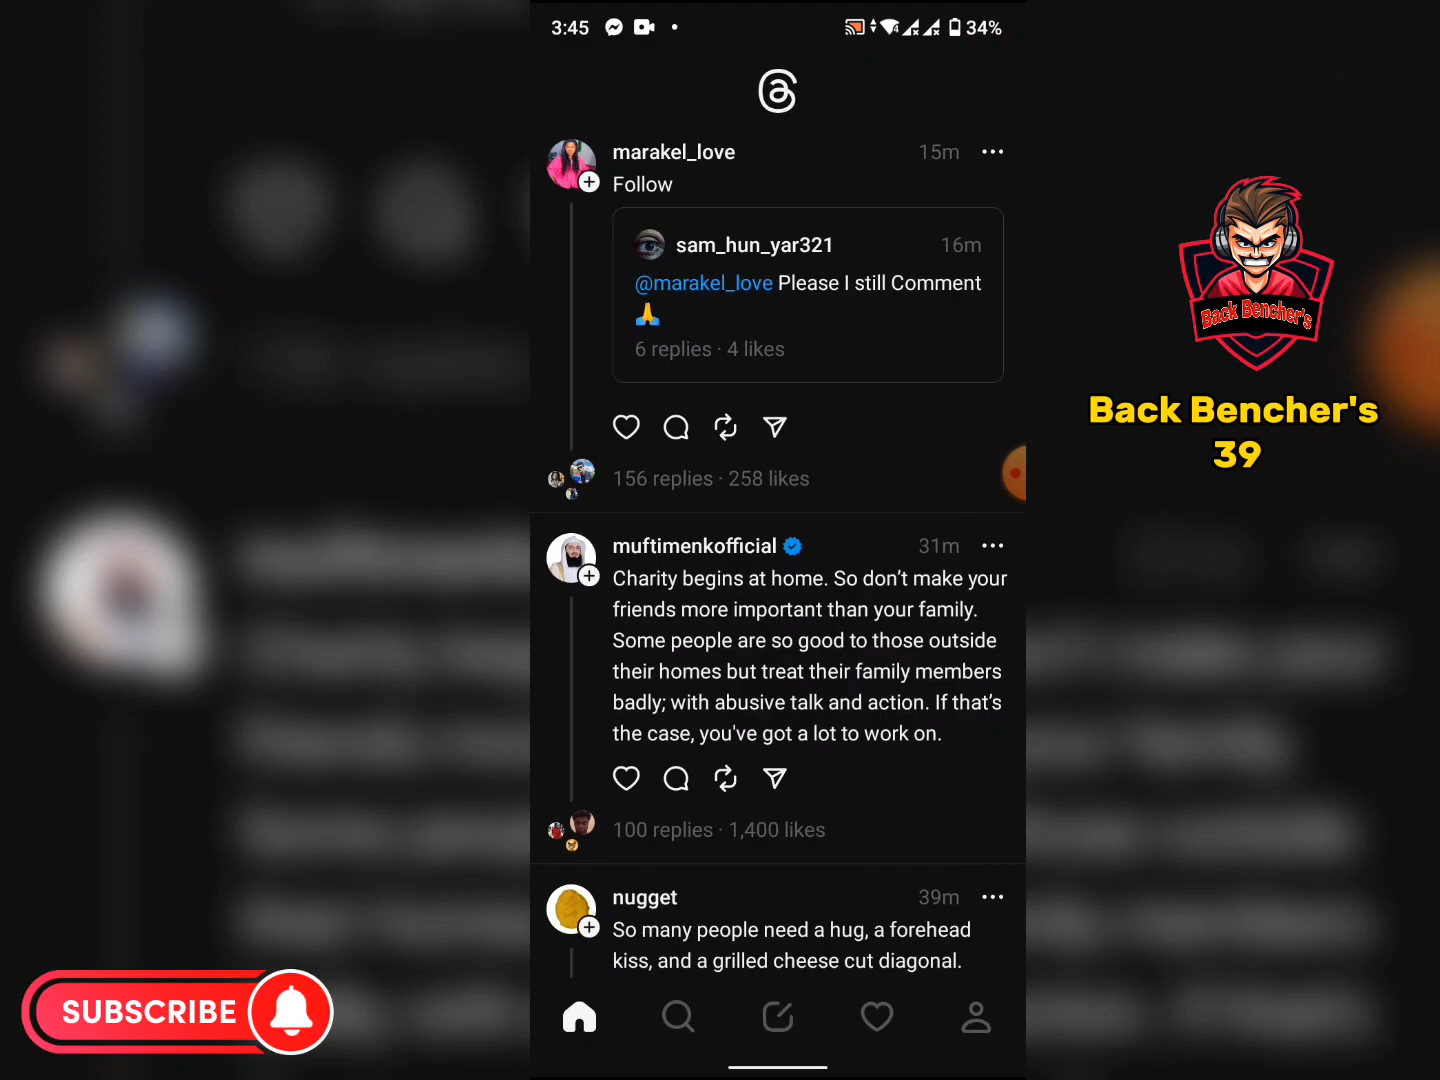 3:45
34%
marakel_love 15m
Follow
sam_hun_yar321 16m
@marakel_love Please I still Comment
🙏
6 replies · 4 likes
156 replies · 258 likes
muftimenkofficial 31m
Charity begins at home. So don’t make your
friends more important than your family.
Some people are so good to those outside
their homes but treat their family members
badly; with abusive talk and action. If that’s
the case, you've got a lot to work on.
100 replies · 1,400 likes
nugget 39m
So many people need a hug, a forehead
kiss, and a grilled cheese cut diagonal.
Back Bencher's
Back Bencher's
39
SUBSCRIBE